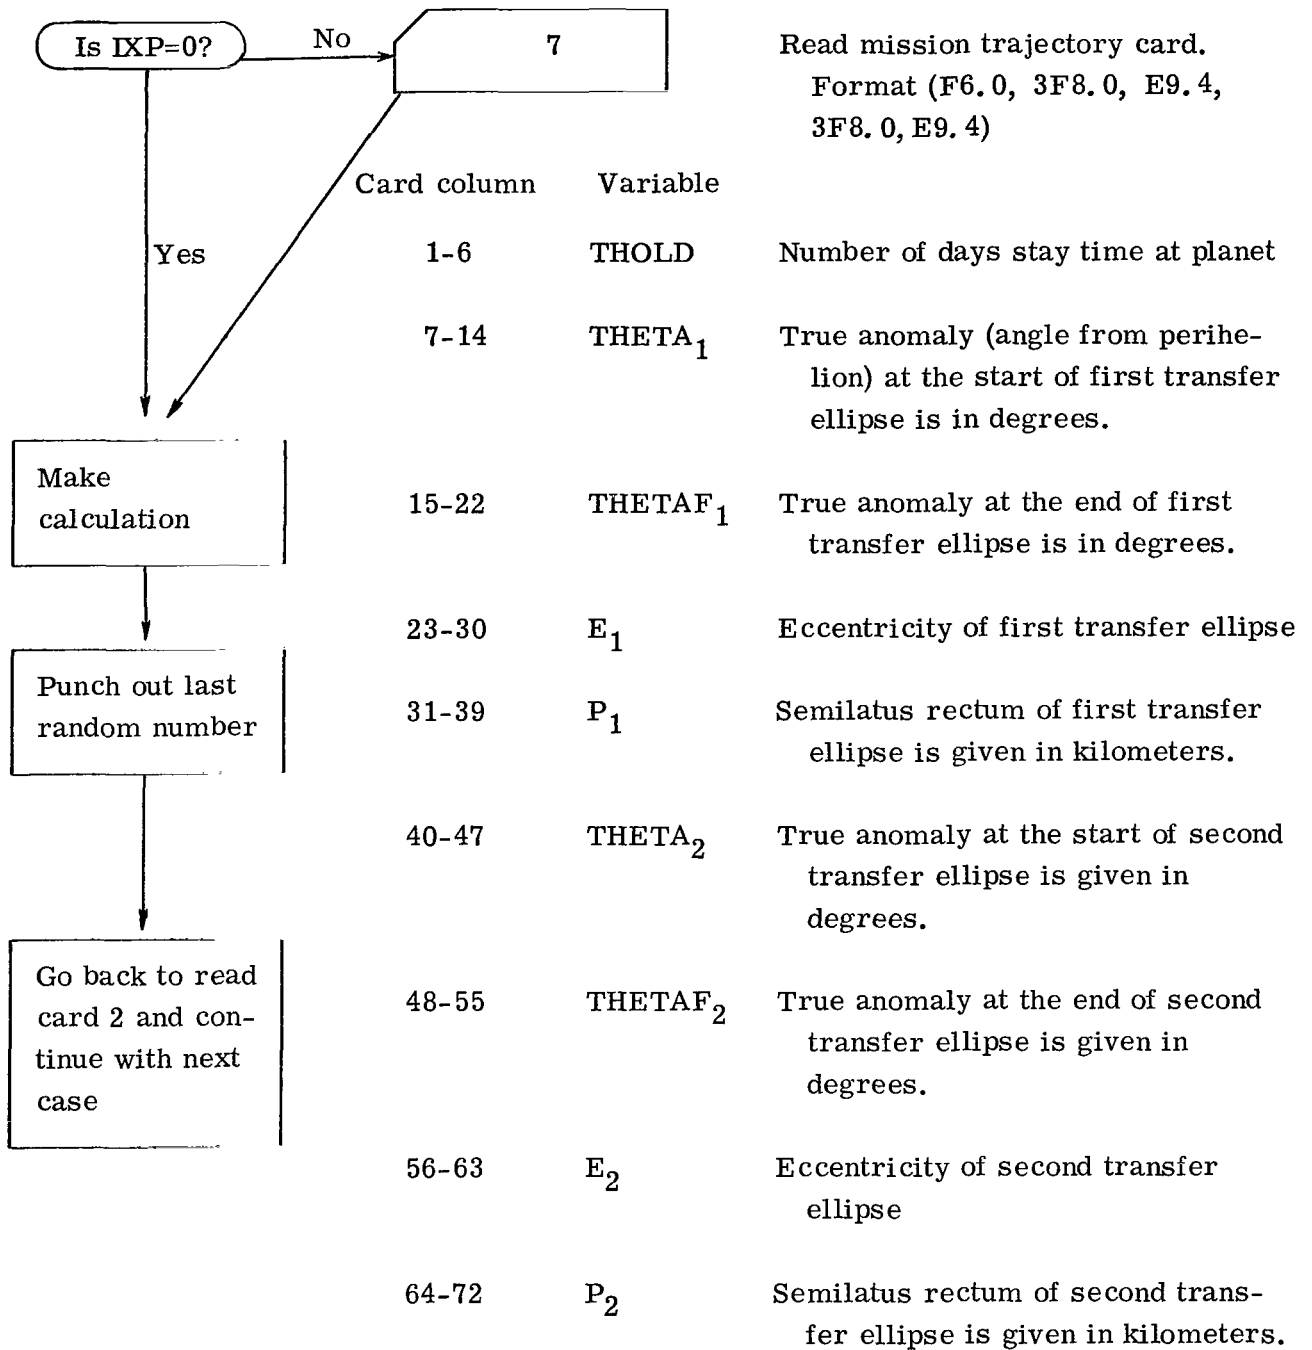 Is IXP=0?
No
7
Read mission trajectory card.
Format (F6.0, 3F8.0, E9.4,
3F8.0, E9.4)
Card column Variable
Yes
1-6 THOLD Number of days stay time at planet
7-14 THETA1 True anomaly (angle from perihe-
lion) at the start of first transfer
ellipse is in degrees.
Make
calculation
15-22 THETAF1 True anomaly at the end of first
transfer ellipse is in degrees.
23-30 E1 Eccentricity of first transfer ellipse
Punch out last
random number
31-39 P1 Semilatus rectum of first transfer
ellipse is given in kilometers.
40-47 THETA2 True anomaly at the start of second
transfer ellipse is given in
degrees.
Go back to read
card 2 and con-
tinue with next
case
48-55 THETAF2 True anomaly at the end of second
transfer ellipse is given in
degrees.
56-63 E2 Eccentricity of second transfer
ellipse
64-72 P2 Semilatus rectum of second trans-
fer ellipse is given in kilometers.